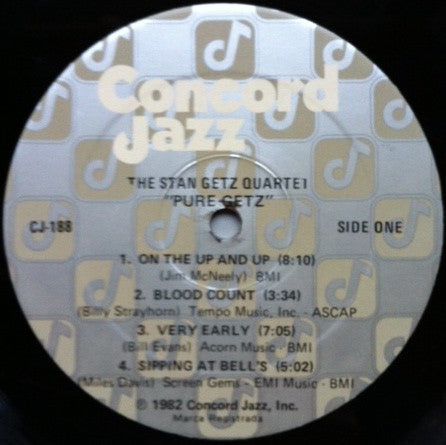 Concord
Jazz
THE STAN GETZ QUARTET
"PURE GETZ"
CJ-188
SIDE ONE
1. ON THE UP AND UP (8:10)
(Jim McNeely) BMI
2. BLOOD COUNT (3:34)
(Billy Strayhorn) Tempo Music, Inc. - ASCAP
3. VERY EARLY (7:05)
(Bill Evans) Acorn Music - BMI
4. SIPPING AT BELL'S (5:02)
(Miles Davis) Screen Gems - EMI Music - BMI
℗ 1982 Concord Jazz, Inc.
Marca Registrada